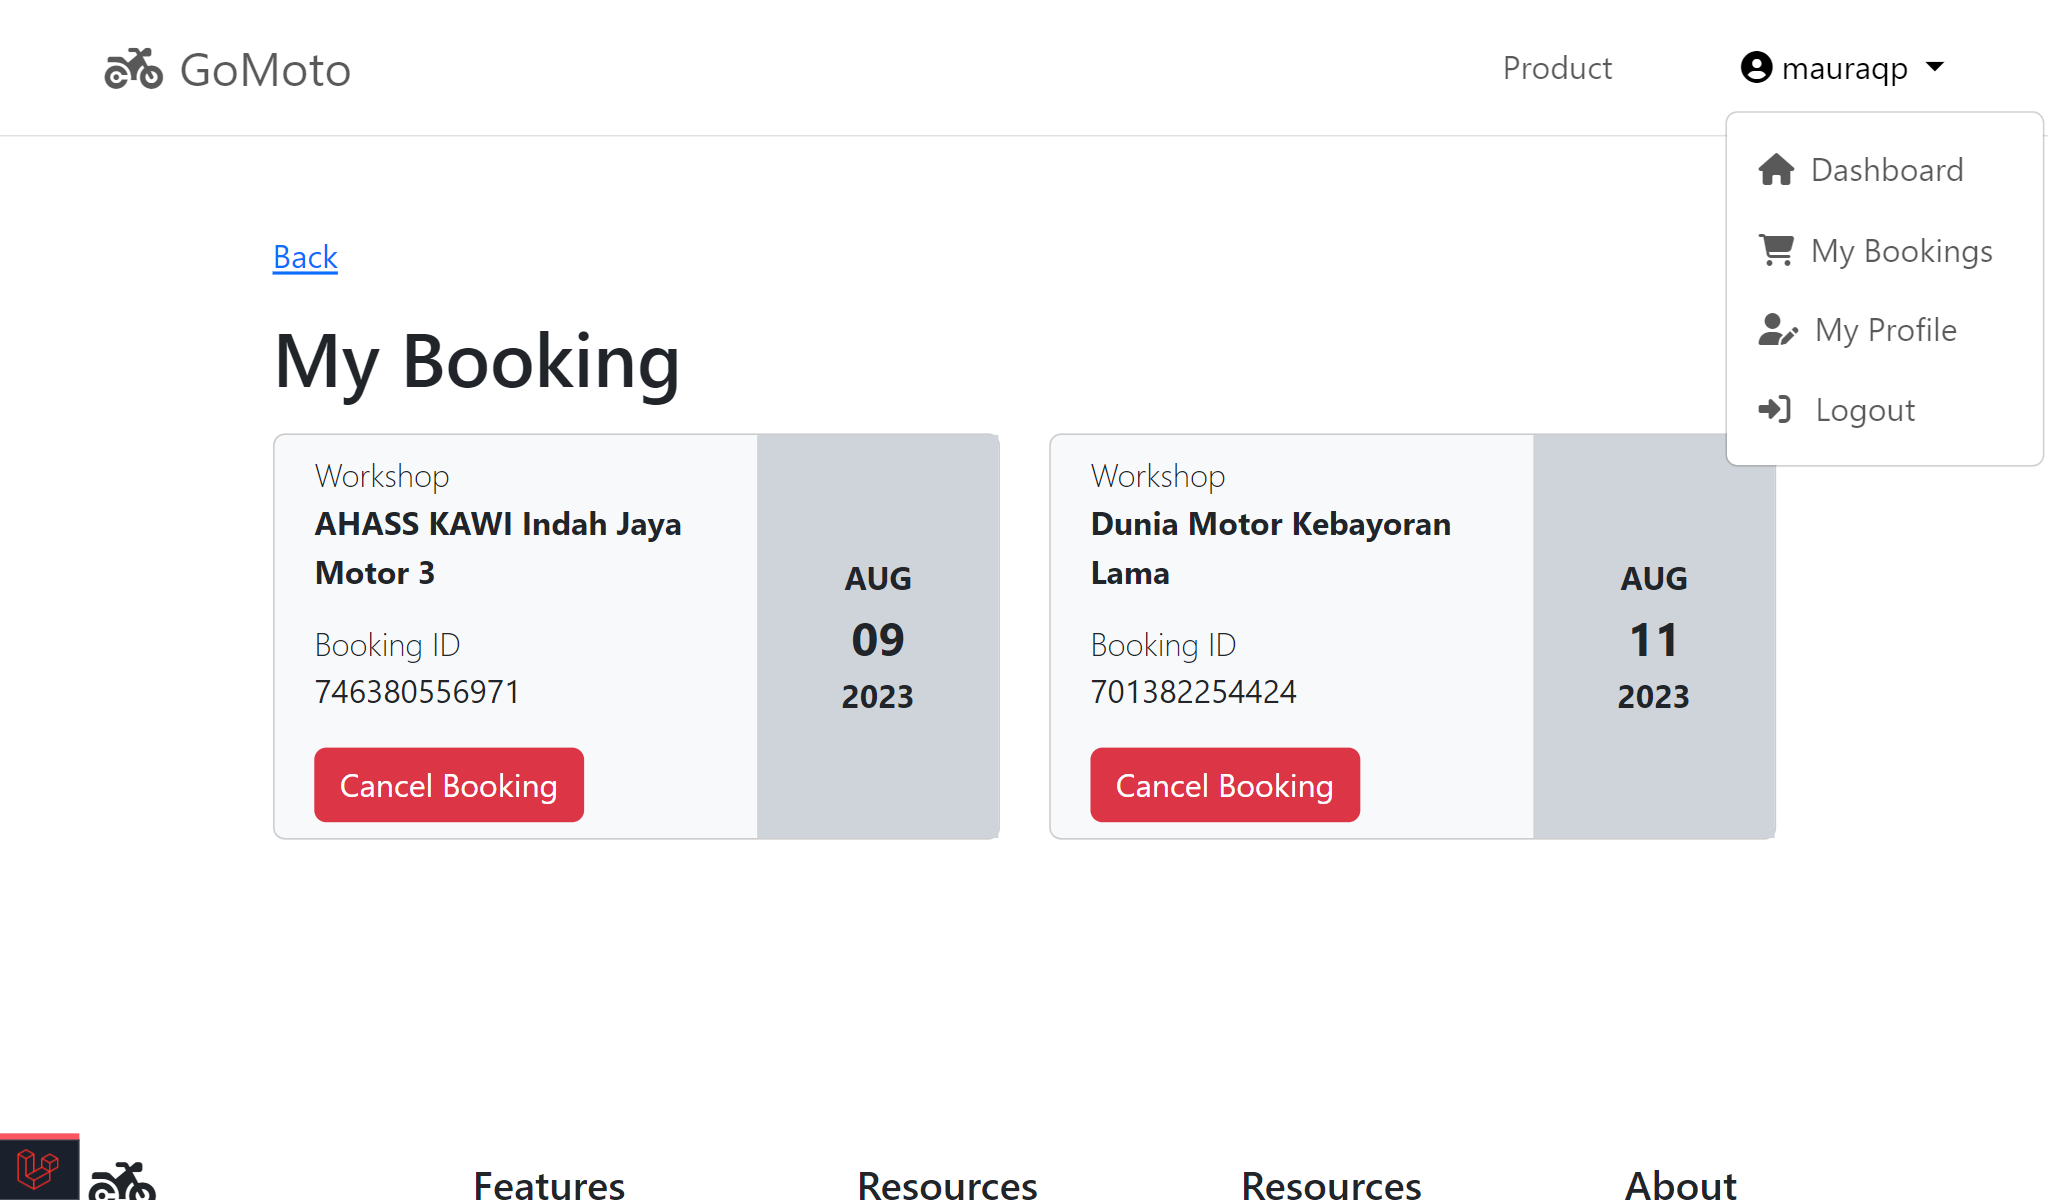 GoMoto
Product
mauraqp
Dashboard
My Bookings
My Profile
Logout
Back
My Booking
Workshop
AHASS KAWI Indah Jaya
Motor 3
Booking ID
746380556971
Cancel Booking
AUG
09
2023
Workshop
Dunia Motor Kebayoran
Lama
Booking ID
701382254424
Cancel Booking
AUG
11
2023
Features
Resources
Resources
About